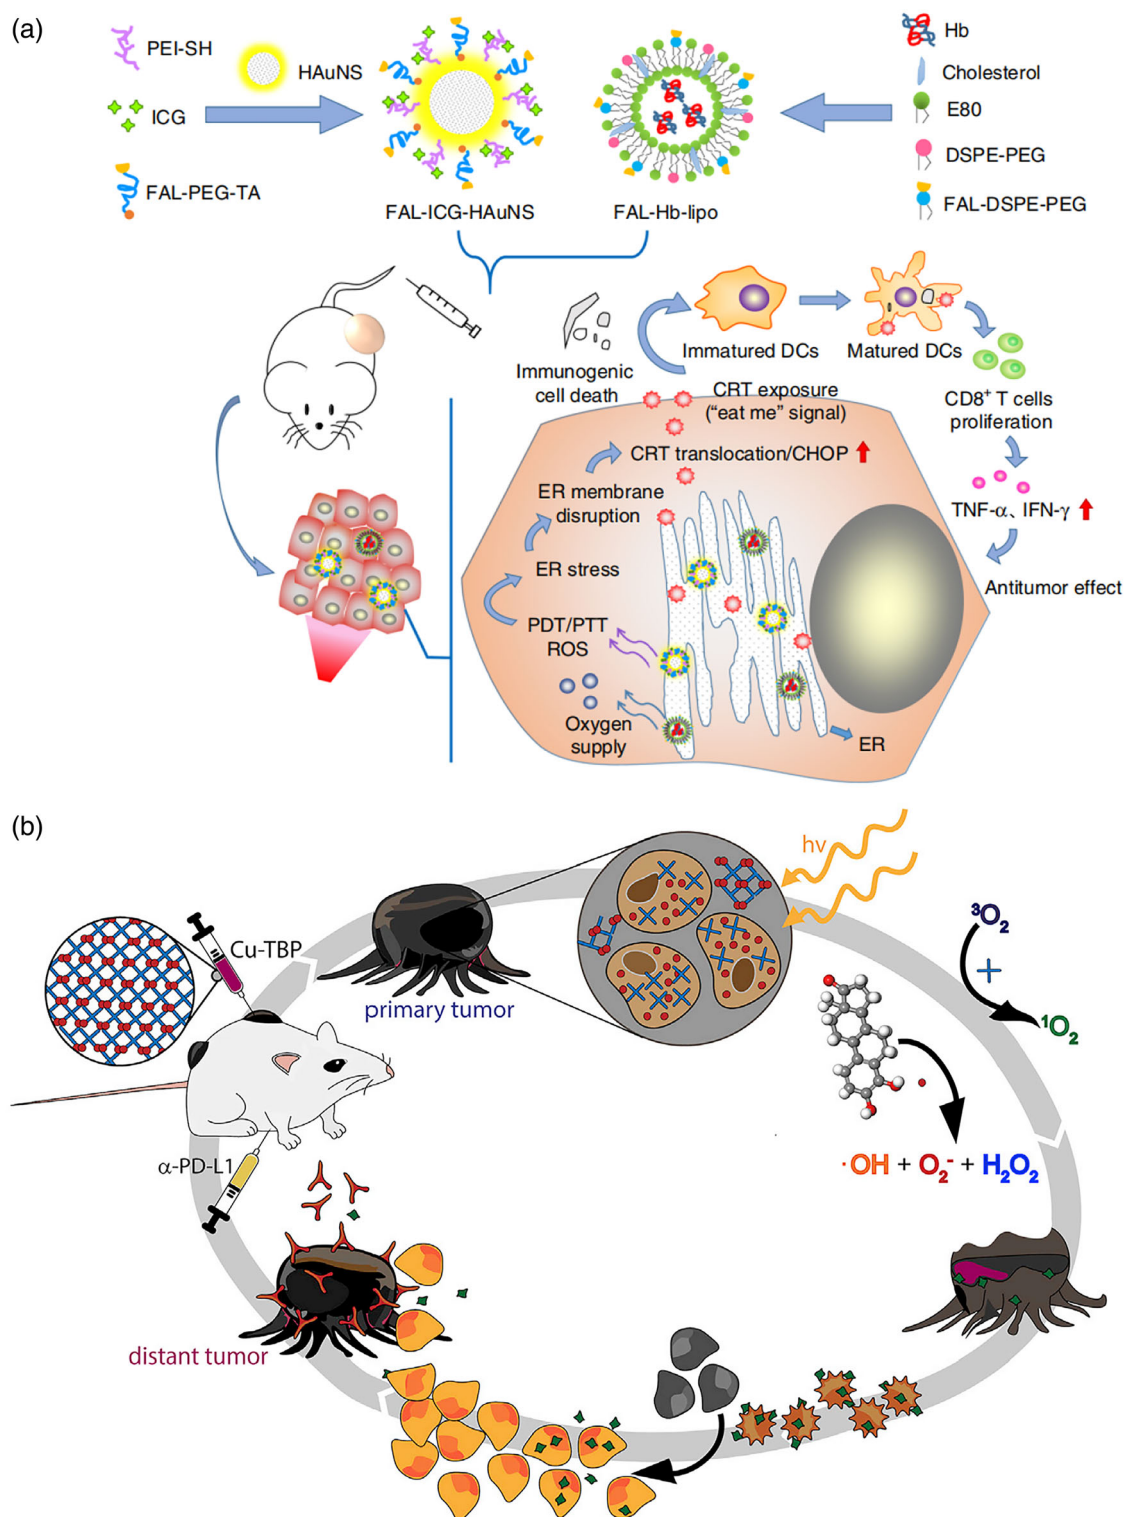 (a)
PEI-SH
HAuNS
ICG
FAL-PEG-TA
FAL-ICG-HAuNS
FAL-Hb-lipo
Hb
Cholesterol
E80
DSPE-PEG
FAL-DSPE-PEG
Immunogenic
cell death
Immatured DCs
Matured DCs
CRT exposure
(“eat me” signal)
CD8⁺ T cells
proliferation
CRT translocation/CHOP
ER membrane
disruption
TNF-α、IFN-γ
ER stress
Antitumor effect
PDT/PTT
ROS
Oxygen
supply
ER
(b)
hν
Cu-TBP
primary tumor
³O₂
¹O₂
α-PD-L1
·OH + O₂⁻ + H₂O₂
distant tumor